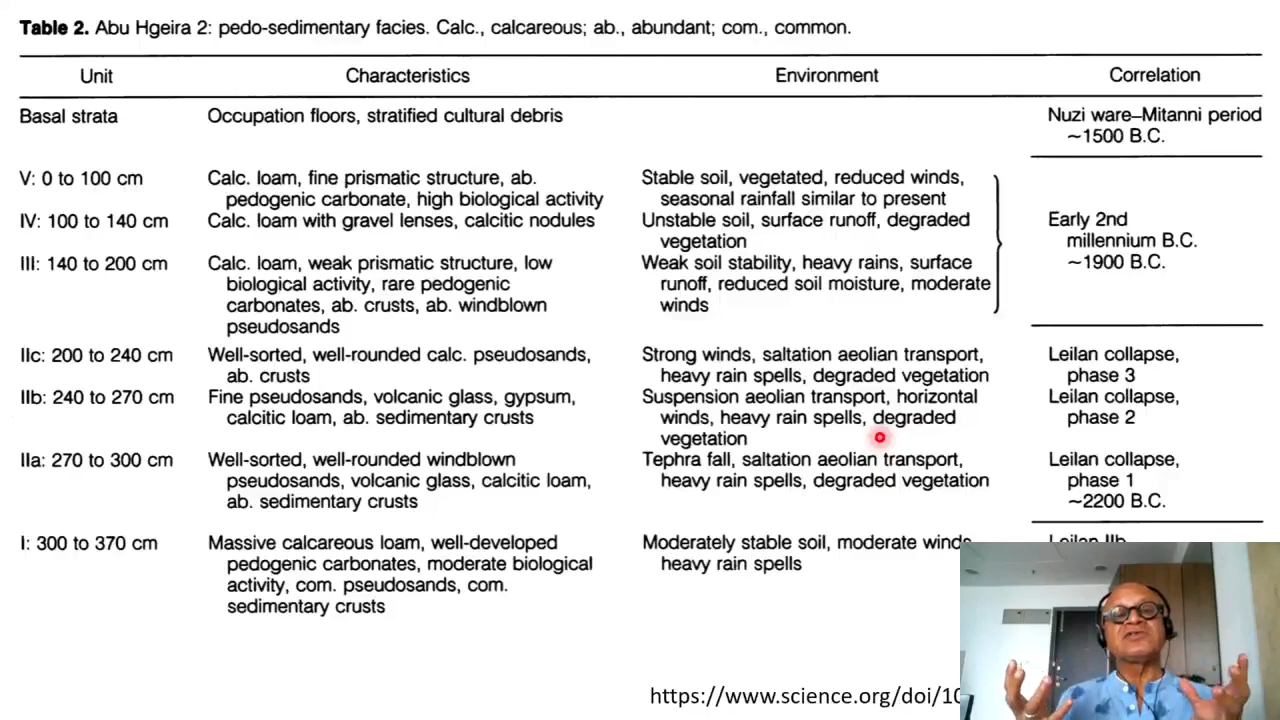 Table 2. Abu Hgeira 2: pedo-sedimentary facies. Calc., calcareous; ab., abundant; com., common.
Unit Characteristics Environment Correlation
Basal strata Occupation floors, stratified cultural debris Nuzi ware–Mitanni period
~1500 B.C.
V: 0 to 100 cm Calc. loam, fine prismatic structure, ab. Stable soil, vegetated, reduced winds,
pedogenic carbonate, high biological activity seasonal rainfall similar to present
IV: 100 to 140 cm Calc. loam with gravel lenses, calcitic nodules Unstable soil, surface runoff, degraded Early 2nd
vegetation millennium B.C.
III: 140 to 200 cm Calc. loam, weak prismatic structure, low Weak soil stability, heavy rains, surface ~1900 B.C.
biological activity, rare pedogenic runoff, reduced soil moisture, moderate
carbonates, ab. crusts, ab. windblown winds
pseudosands
IIc: 200 to 240 cm Well-sorted, well-rounded calc. pseudosands, Strong winds, saltation aeolian transport, Leilan collapse,
ab. crusts heavy rain spells, degraded vegetation phase 3
IIb: 240 to 270 cm Fine pseudosands, volcanic glass, gypsum, Suspension aeolian transport, horizontal Leilan collapse,
calcitic loam, ab. sedimentary crusts winds, heavy rain spells, degraded phase 2
vegetation
IIa: 270 to 300 cm Well-sorted, well-rounded windblown Tephra fall, saltation aeolian transport, Leilan collapse,
pseudosands, volcanic glass, calcitic loam, heavy rain spells, degraded vegetation phase 1
ab. sedimentary crusts ~2200 B.C.
I: 300 to 370 cm Massive calcareous loam, well-developed Moderately stable soil, moderate winds, Leilan IIb
pedogenic carbonates, moderate biological heavy rain spells
activity, com. pseudosands, com.
sedimentary crusts
https://www.science.org/doi/10